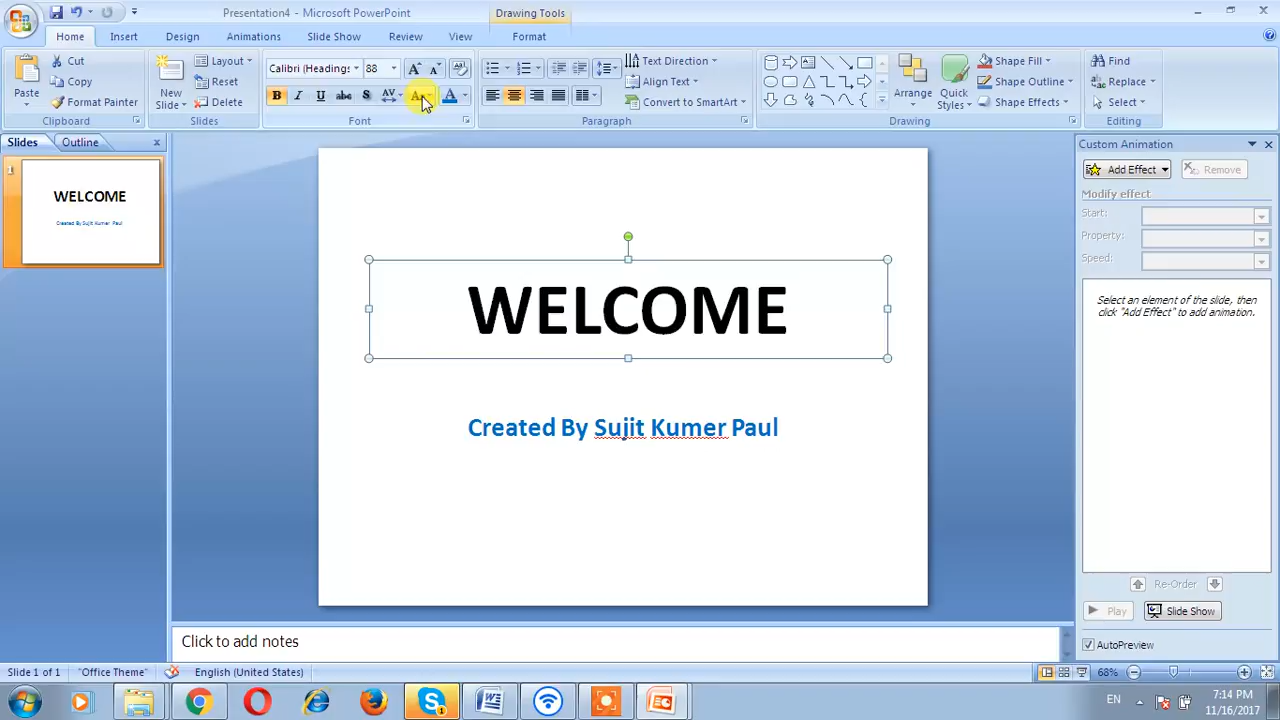 Presentation4 - Microsoft PowerPoint
Drawing Tools
Home
Insert
Design
Animations
Slide Show
Review
View
Format
Paste
Cut
Copy
Format Painter
Clipboard
New Slide
Layout
Reset
Delete
Slides
Calibri (Headings
88
Font
Text Direction
Align Text
Convert to SmartArt
Paragraph
Arrange
Quick Styles
Shape Fill
Shape Outline
Shape Effects
Drawing
Find
Replace
Select
Editing
Slides
Outline
1
WELCOME
Created By Sujit Kumer Paul
WELCOME
Created By Sujit Kumer Paul
Click to add notes
Custom Animation
Add Effect
Remove
Modify effect
Start:
Property:
Speed:
Select an element of the slide, then
click "Add Effect" to add animation.
Re-Order
Play
Slide Show
AutoPreview
Slide 1 of 1
"Office Theme"
English (United States)
68%
EN
7:14 PM
11/16/2017